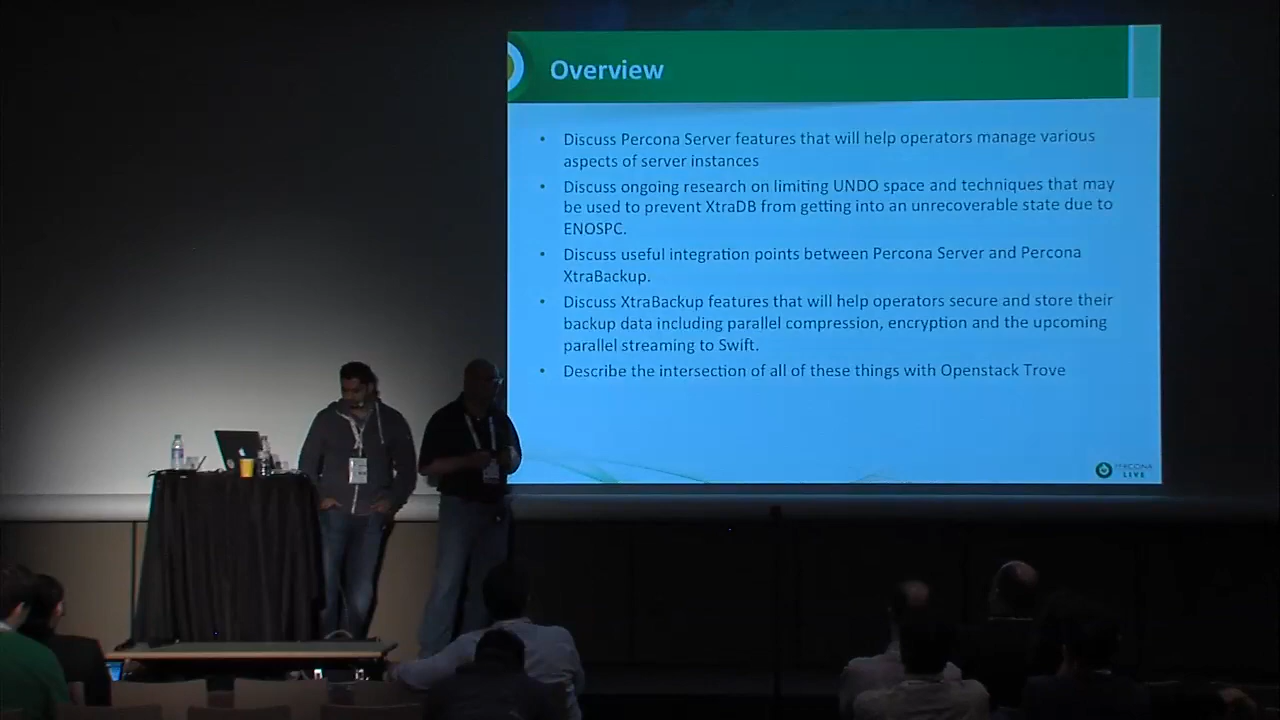 Overview
• Discuss Percona Server features that will help operators manage various
aspects of server instances
• Discuss ongoing research on limiting UNDO space and techniques that may
be used to prevent XtraDB from getting into an unrecoverable state due to
ENOSPC.
• Discuss useful integration points between Percona Server and Percona
XtraBackup.
• Discuss XtraBackup features that will help operators secure and store their
backup data including parallel compression, encryption and the upcoming
parallel streaming to Swift.
• Describe the intersection of all of these things with Openstack Trove
PERCONA
LIVE